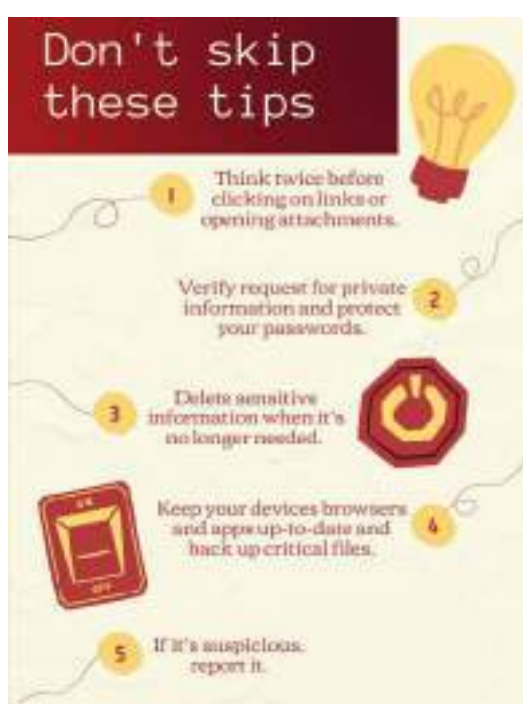 Don't skip
these tips
1
Think twice before
clicking on links or
opening attachments.
2
Verify request for private
information and protect
your passwords.
3
Delete sensitive
information when it's
no longer needed.
4
Keep your devices browsers
and apps up-to-date and
back up critical files.
ON
OFF
5
If it's suspicious,
report it.